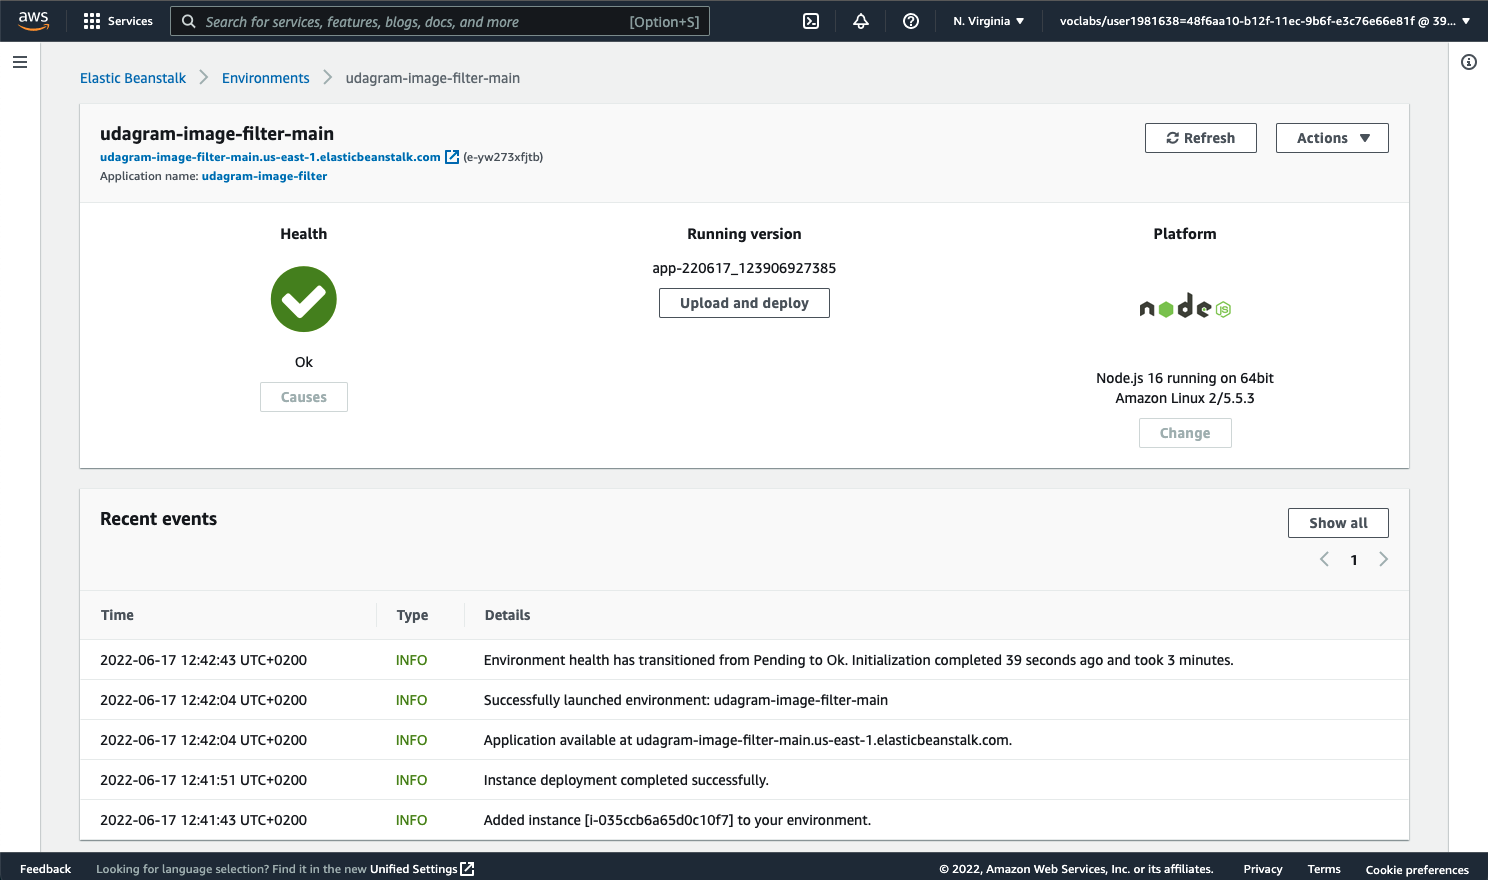 aws
Services
Search for services, features, blogs, docs, and more
[Option+S]
N. Virginia
voclabs/user1981638=48f6aa10-b12f-11ec-9b6f-e3c76e66e81f @ 39...
Elastic Beanstalk
Environments
udagram-image-filter-main
udagram-image-filter-main
udagram-image-filter-main.us-east-1.elasticbeanstalk.com (e-yw273xfjtb)
Application name: udagram-image-filter
Refresh
Actions
Health
Ok
Causes
Running version
app-220617_123906927385
Upload and deploy
Platform
node JS
Node.js 16 running on 64bit
Amazon Linux 2/5.5.3
Change
Recent events
Show all
1
Time Type Details
2022-06-17 12:42:43 UTC+0200 INFO Environment health has transitioned from Pending to Ok. Initialization completed 39 seconds ago and took 3 minutes.
2022-06-17 12:42:04 UTC+0200 INFO Successfully launched environment: udagram-image-filter-main
2022-06-17 12:42:04 UTC+0200 INFO Application available at udagram-image-filter-main.us-east-1.elasticbeanstalk.com.
2022-06-17 12:41:51 UTC+0200 INFO Instance deployment completed successfully.
2022-06-17 12:41:43 UTC+0200 INFO Added instance [i-035ccb6a65d0c10f7] to your environment.
Feedback
Looking for language selection? Find it in the new Unified Settings
© 2022, Amazon Web Services, Inc. or its affiliates.
Privacy
Terms
Cookie preferences